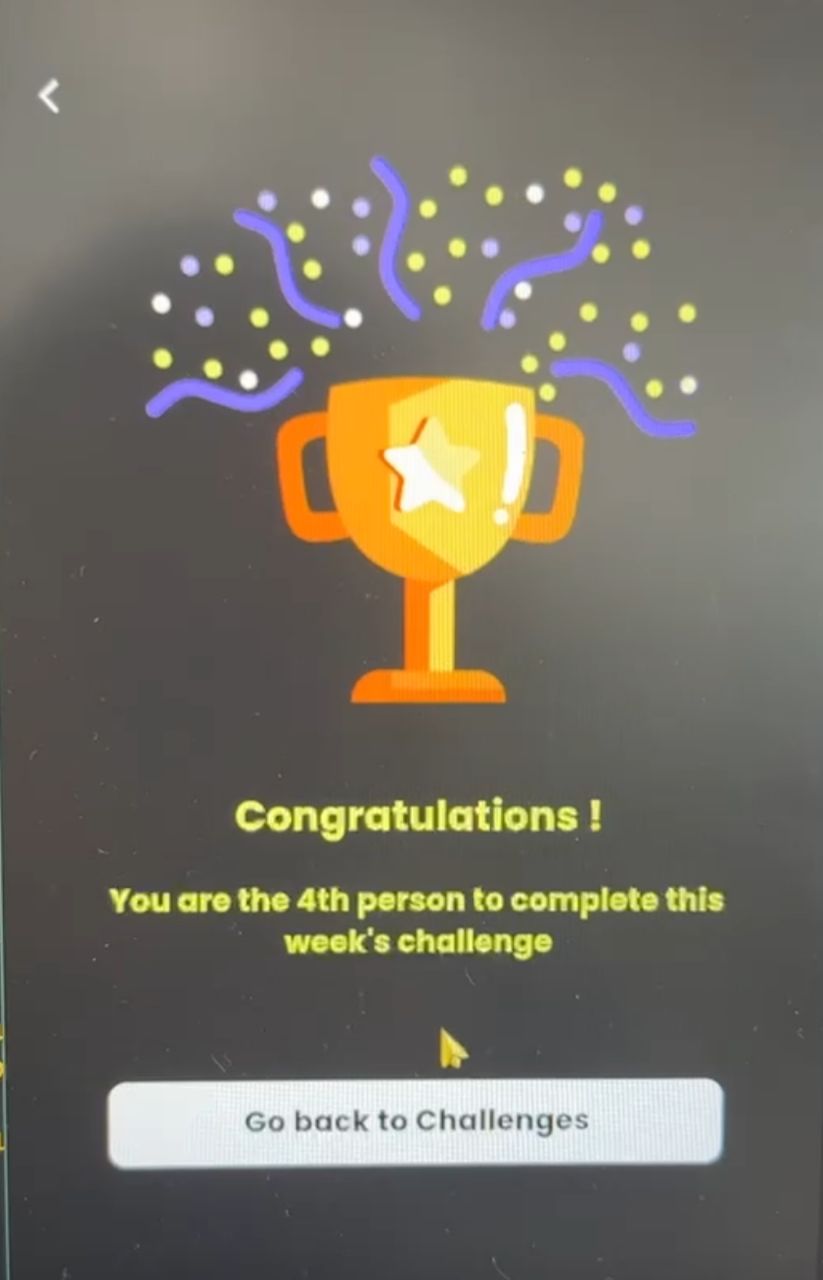 Congratulations !
You are the 4th person to complete this
week's challenge
Go back to Challenges